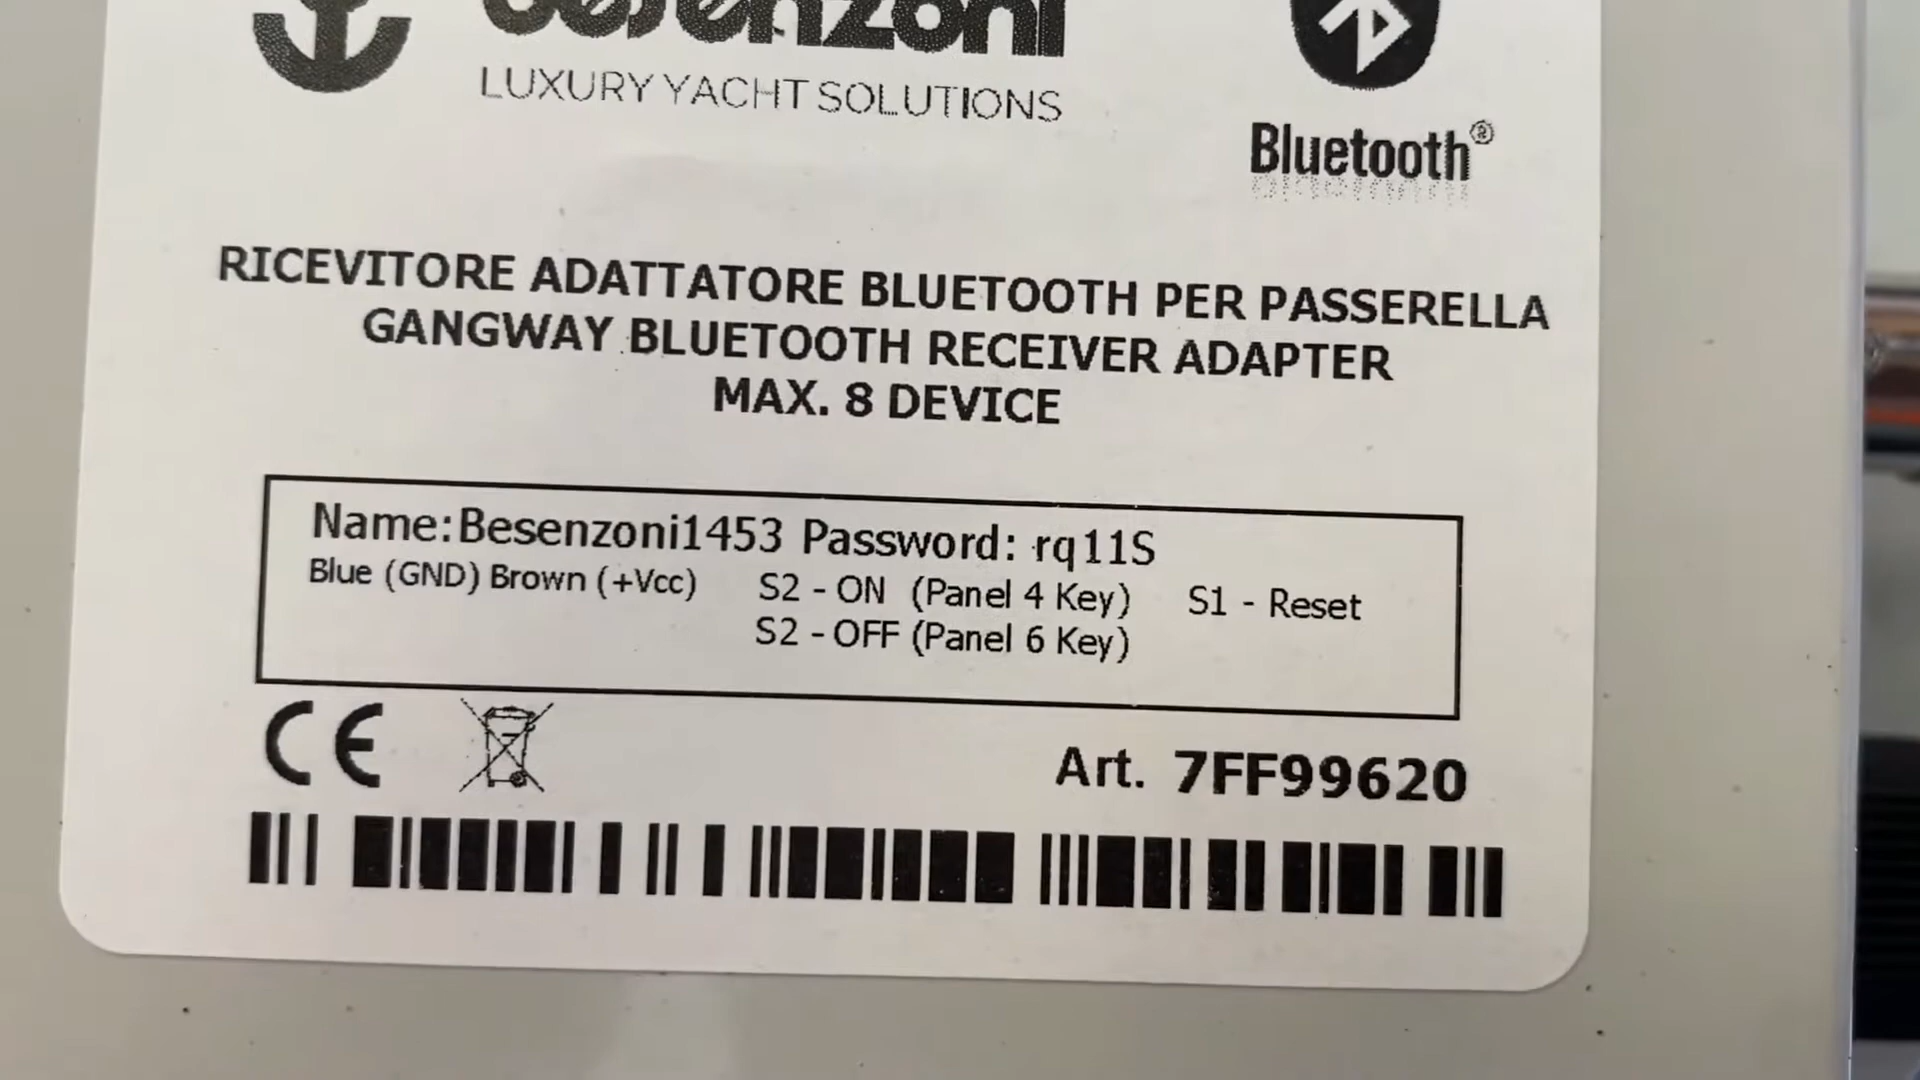 Besenzoni
LUXURY YACHT SOLUTIONS
Bluetooth®
RICEVITORE ADATTATORE BLUETOOTH PER PASSERELLA
GANGWAY BLUETOOTH RECEIVER ADAPTER
MAX. 8 DEVICE
Name:Besenzoni1453 Password: rq11S
Blue (GND) Brown (+Vcc) S2 - ON (Panel 4 Key) S1 - Reset
S2 - OFF (Panel 6 Key)
CE
Art. 7FF99620